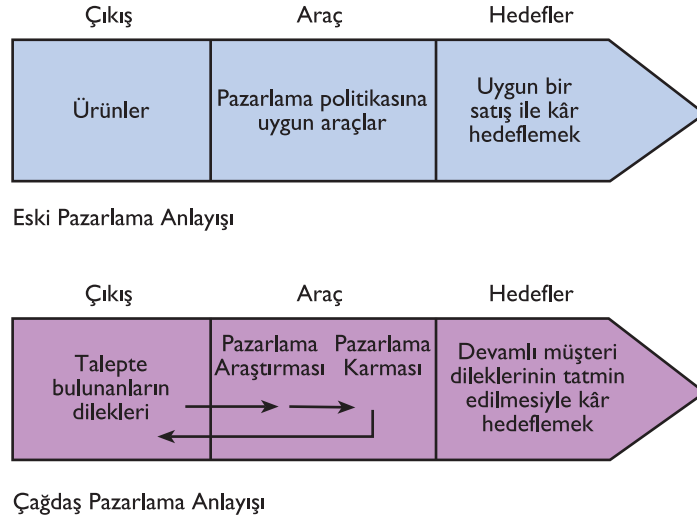 Çıkış Araç Hedefler
Ürünler
Pazarlama politikasına
uygun araçlar
Uygun bir
satış ile kâr
hedeflemek
Eski Pazarlama Anlayışı
Çıkış Araç Hedefler
Talepte
bulunanların
dilekleri
Pazarlama
Araştırması
Pazarlama
Karması
Devamlı müşteri
dileklerinin tatmin
edilmesiyle kâr
hedeflemek
Çağdaş Pazarlama Anlayışı